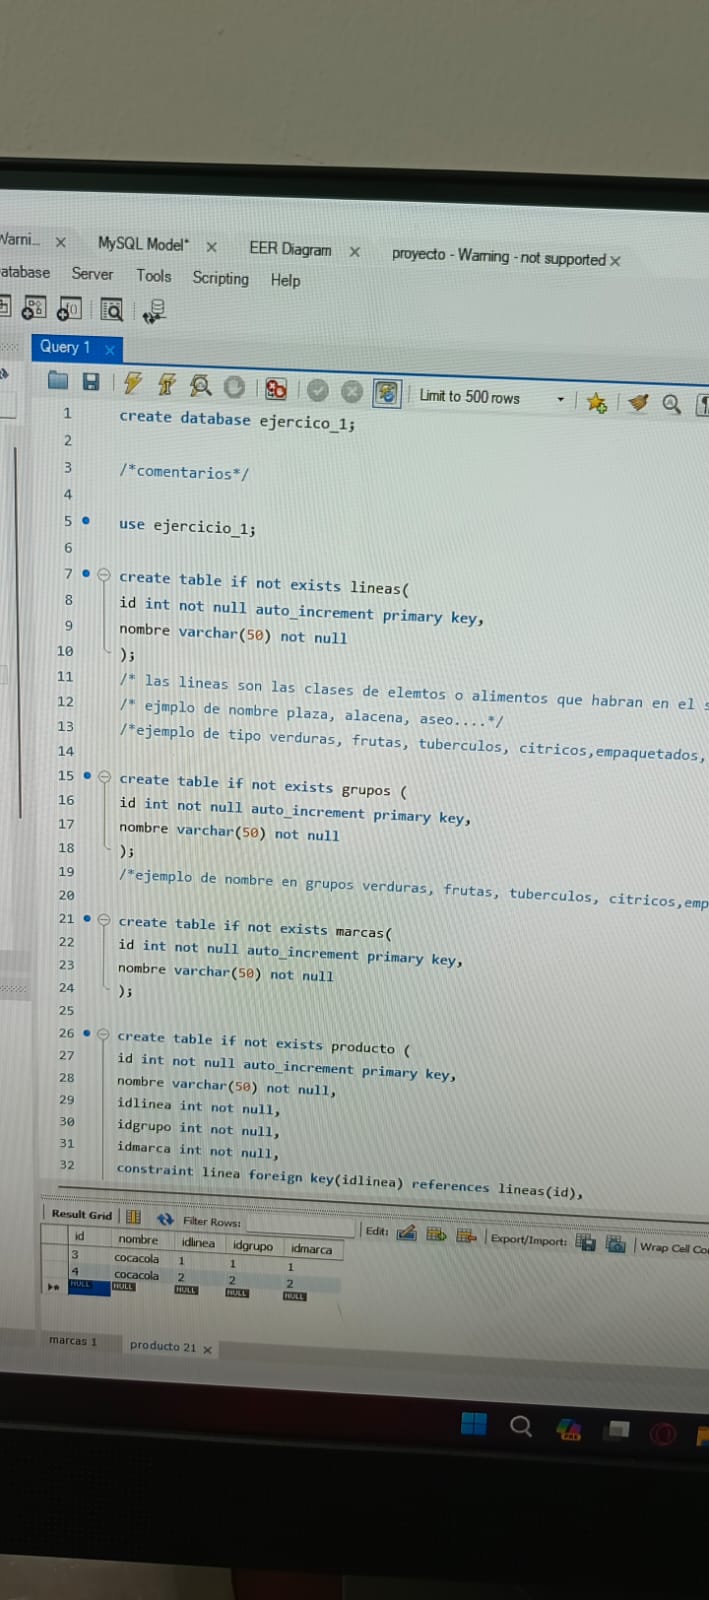 Warni... × MySQL Model* × EER Diagram × proyecto - Warning - not supported ×
atabase Server Tools Scripting Help
Query 1 ×
Limit to 500 rows
1 create database ejercico_1;
2
3 /*comentarios*/
4
5 use ejercicio_1;
6
7 create table if not exists lineas(
8 id int not null auto_increment primary key,
9 nombre varchar(50) not null
10 );
11 /* las lineas son las clases de elemtos o alimentos que habran en el s
12 /* ejmplo de nombre plaza, alacena, aseo....*/
13 /*ejemplo de tipo verduras, frutas, tuberculos, citricos,empaquetados,
14
15 create table if not exists grupos (
16 id int not null auto_increment primary key,
17 nombre varchar(50) not null
18 );
19 /*ejemplo de nombre en grupos verduras, frutas, tuberculos, citricos,emp
20
21 create table if not exists marcas(
22 id int not null auto_increment primary key,
23 nombre varchar(50) not null
24 );
25
26 create table if not exists producto (
27 id int not null auto_increment primary key,
28 nombre varchar(50) not null,
29 idlinea int not null,
30 idgrupo int not null,
31 idmarca int not null,
32 constraint linea foreign key(idlinea) references lineas(id),
Result Grid Filter Rows: Edit: Export/Import: Wrap Cell Co
id nombre idlinea idgrupo idmarca
3 cocacola 1 1 1
4 cocacola 2 2 2
NULL NULL NULL NULL NULL
marcas 1 producto 21 ×